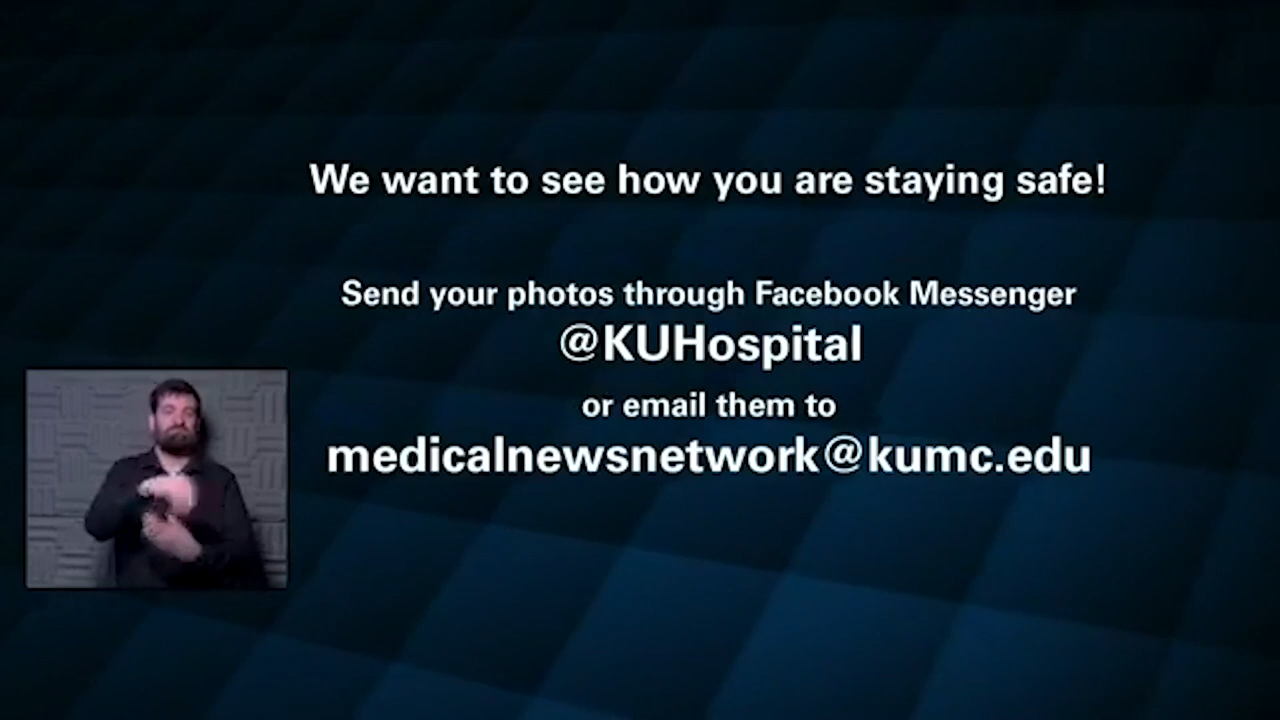 We want to see how you are staying safe!
Send your photos through Facebook Messenger
@KUHospital
or email them to
medicalnewsnetwork@kumc.edu